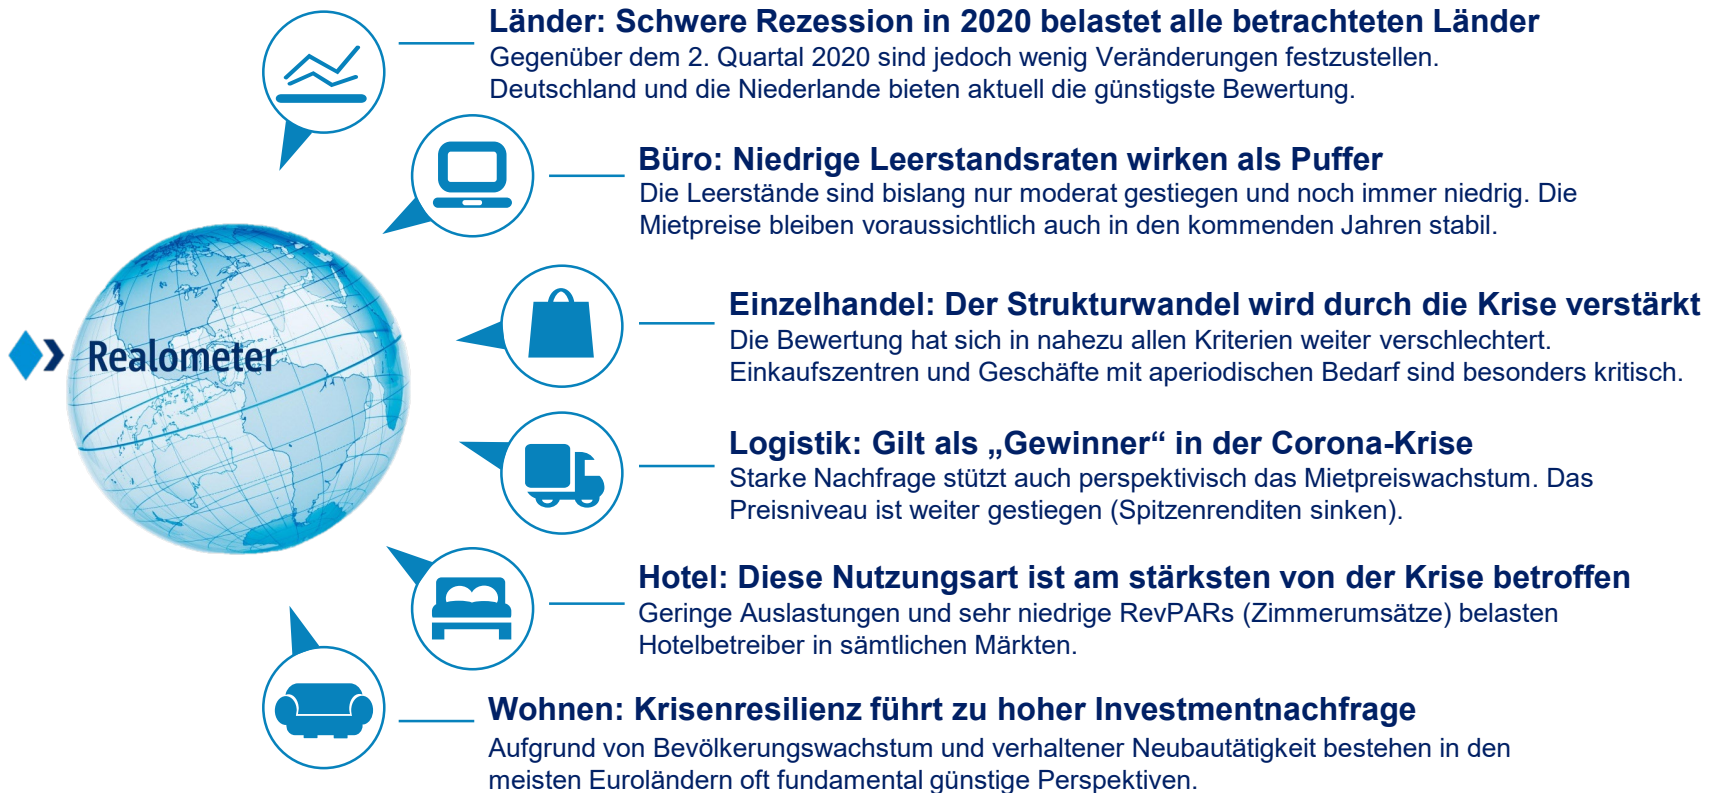 Länder: Schwere Rezession in 2020 belastet alle betrachteten Länder
Gegenüber dem 2. Quartal 2020 sind jedoch wenig Veränderungen festzustellen.
Deutschland und die Niederlande bieten aktuell die günstigste Bewertung.
Büro: Niedrige Leerstandsraten wirken als Puffer
Die Leerstände sind bislang nur moderat gestiegen und noch immer niedrig. Die
Mietpreise bleiben voraussichtlich auch in den kommenden Jahren stabil.
Einzelhandel: Der Strukturwandel wird durch die Krise verstärkt
Die Bewertung hat sich in nahezu allen Kriterien weiter verschlechtert.
Einkaufszentren und Geschäfte mit aperiodischen Bedarf sind besonders kritisch.
Realometer
Logistik: Gilt als „Gewinner“ in der Corona-Krise
Starke Nachfrage stützt auch perspektivisch das Mietpreiswachstum. Das
Preisniveau ist weiter gestiegen (Spitzenrenditen sinken).
Hotel: Diese Nutzungsart ist am stärksten von der Krise betroffen
Geringe Auslastungen und sehr niedrige RevPARs (Zimmerumsätze) belasten
Hotelbetreiber in sämtlichen Märkten.
Wohnen: Krisenresilienz führt zu hoher Investmentnachfrage
Aufgrund von Bevölkerungswachstum und verhaltener Neubautätigkeit bestehen in den
meisten Euroländern oft fundamental günstige Perspektiven.